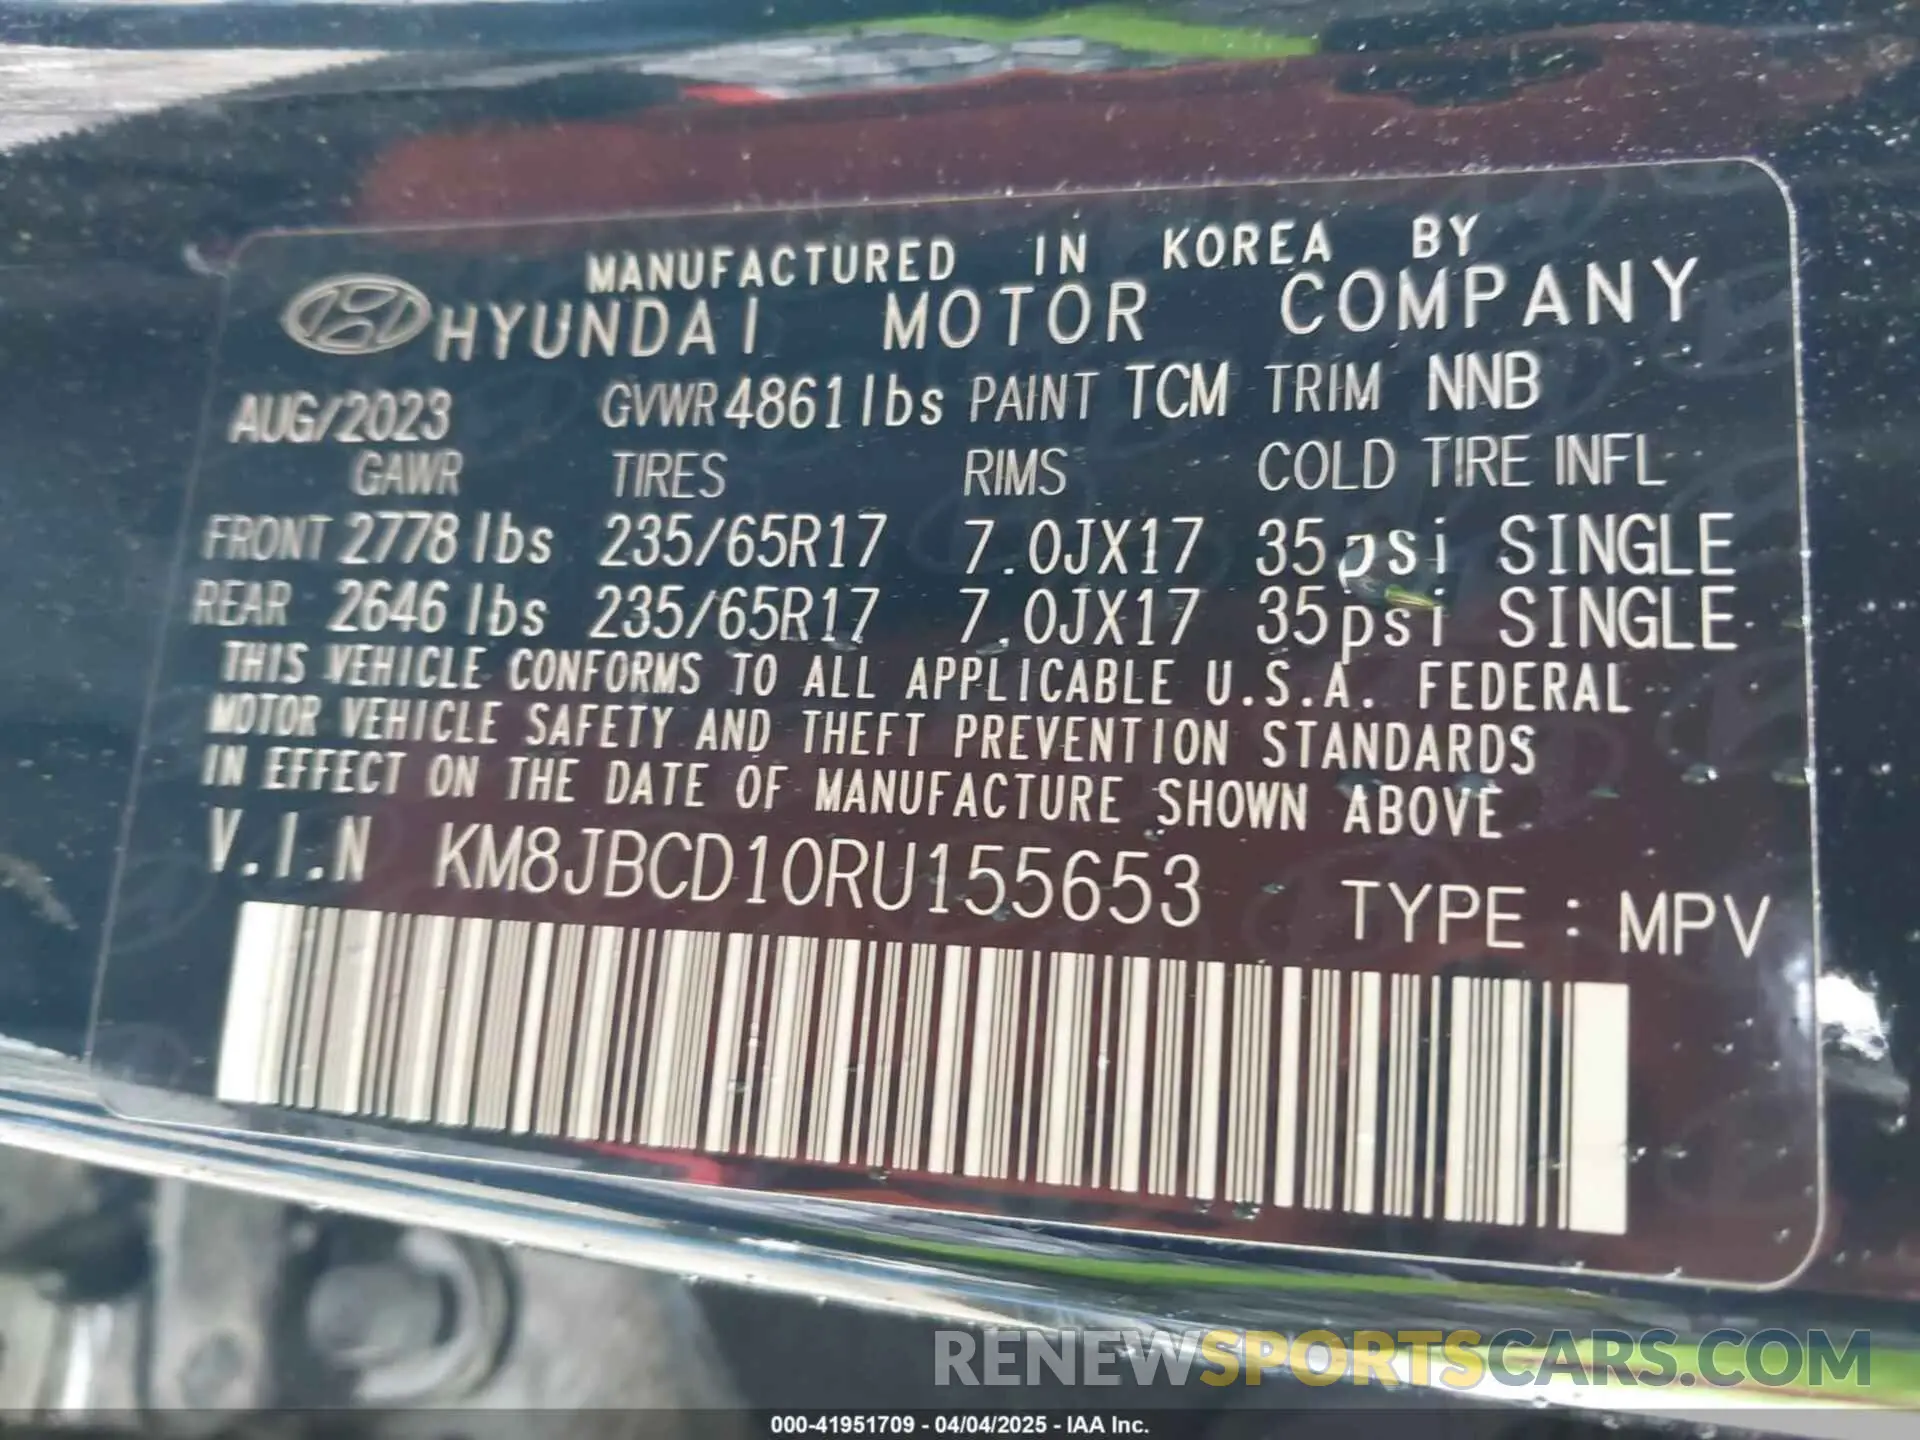 MANUFACTURED IN KOREA BY
HYUNDAI MOTOR COMPANY
AUG/2023 GVWR 4861lbs PAINT TCM TRIM NNB
GAWR TIRES RIMS COLD TIRE INFL
FRONT 2778lbs 235/65R17 7.0JX17 35psi SINGLE
REAR 2646lbs 235/65R17 7.0JX17 35psi SINGLE
THIS VEHICLE CONFORMS TO ALL APPLICABLE U.S.A. FEDERAL
MOTOR VEHICLE SAFETY AND THEFT PREVENTION STANDARDS
IN EFFECT ON THE DATE OF MANUFACTURE SHOWN ABOVE
V.I.N KM8JBCD10RU155653 TYPE : MPV
RENEWSPORTSCARS.COM
000-41951709 - 04/04/2025 - IAA Inc.